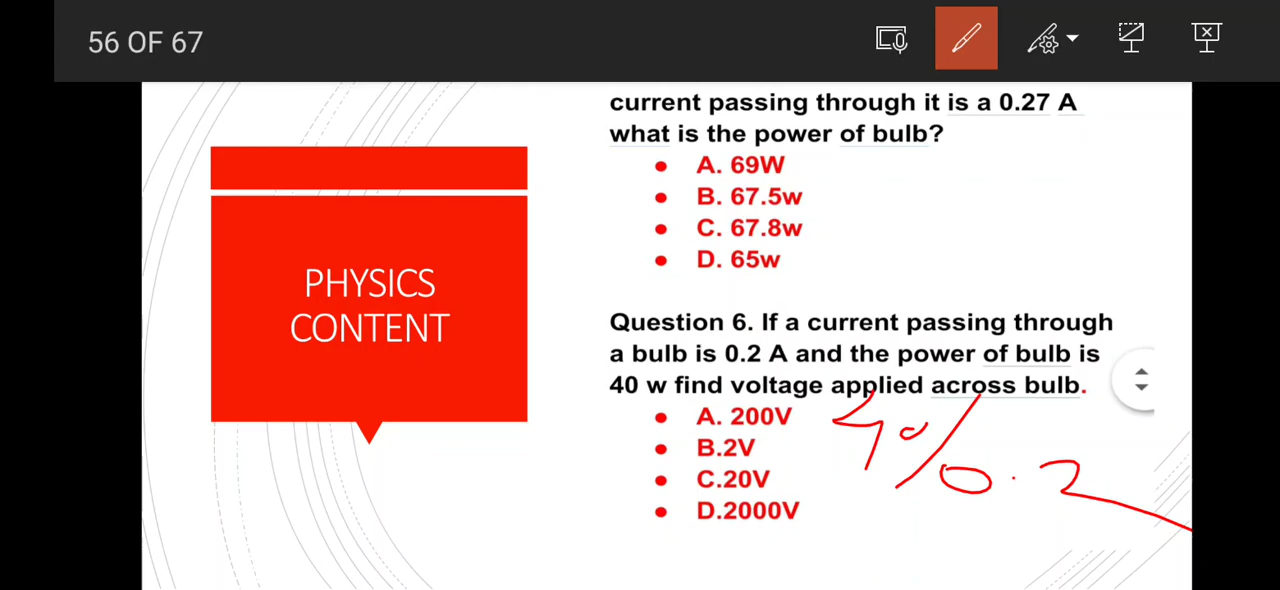 56 OF 67
PHYSICS
CONTENT
current passing through it is a 0.27 A
what is the power of bulb?
A. 69W
B. 67.5w
C. 67.8w
D. 65w
Question 6. If a current passing through
a bulb is 0.2 A and the power of bulb is
40 w find voltage applied across bulb.
A. 200V
B.2V
C.20V
D.2000V
40/0.2